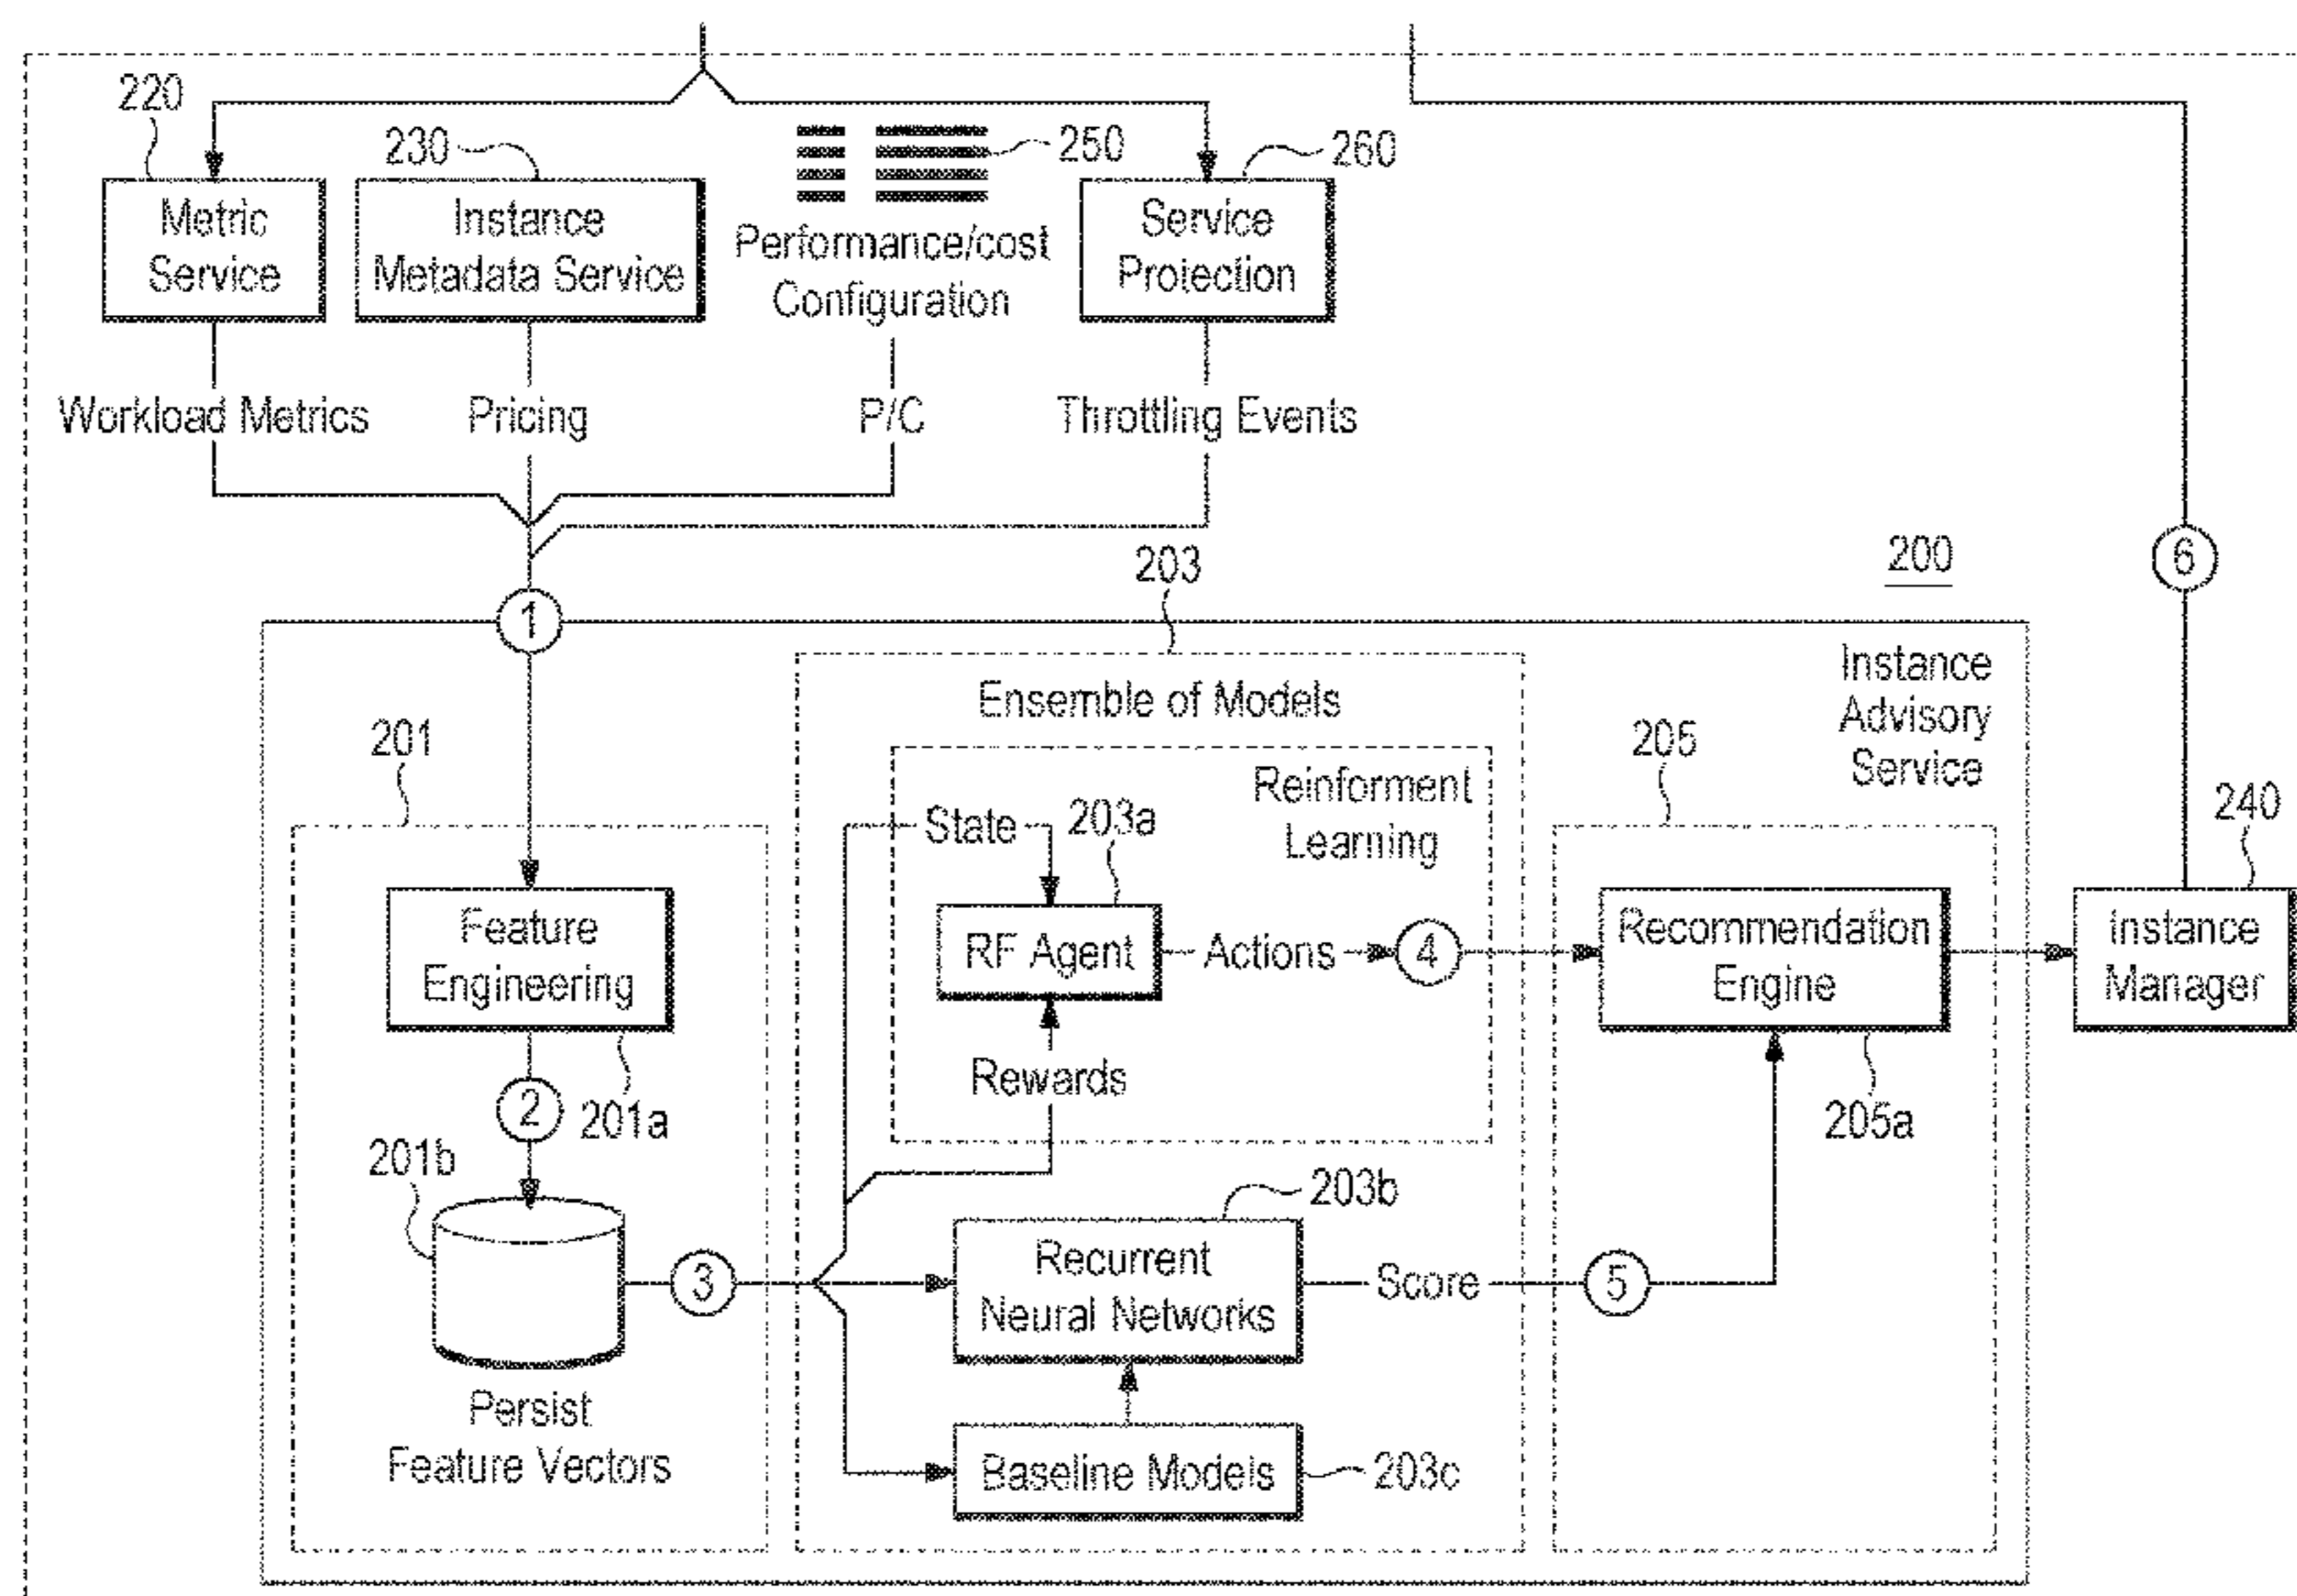 220
230
250
260
Metric
Service
Instance
Metadata Service
Performance/cost
Configuration
Service
Protection
Workload Metrics
Pricing
P/C
Throttling Events
1
203
200
6
Instance
Advisory
Service
Ensemble of Models
201
Reinforment
Learning
205
240
State
203a
Feature
Engineering
RF Agent
Actions
4
Recommendation
Engine
Instance
Manager
Rewards
2
201a
205a
201b
203b
3
Recurrent
Neural Networks
Score
5
Persist
Feature Vectors
Baseline Models
203c